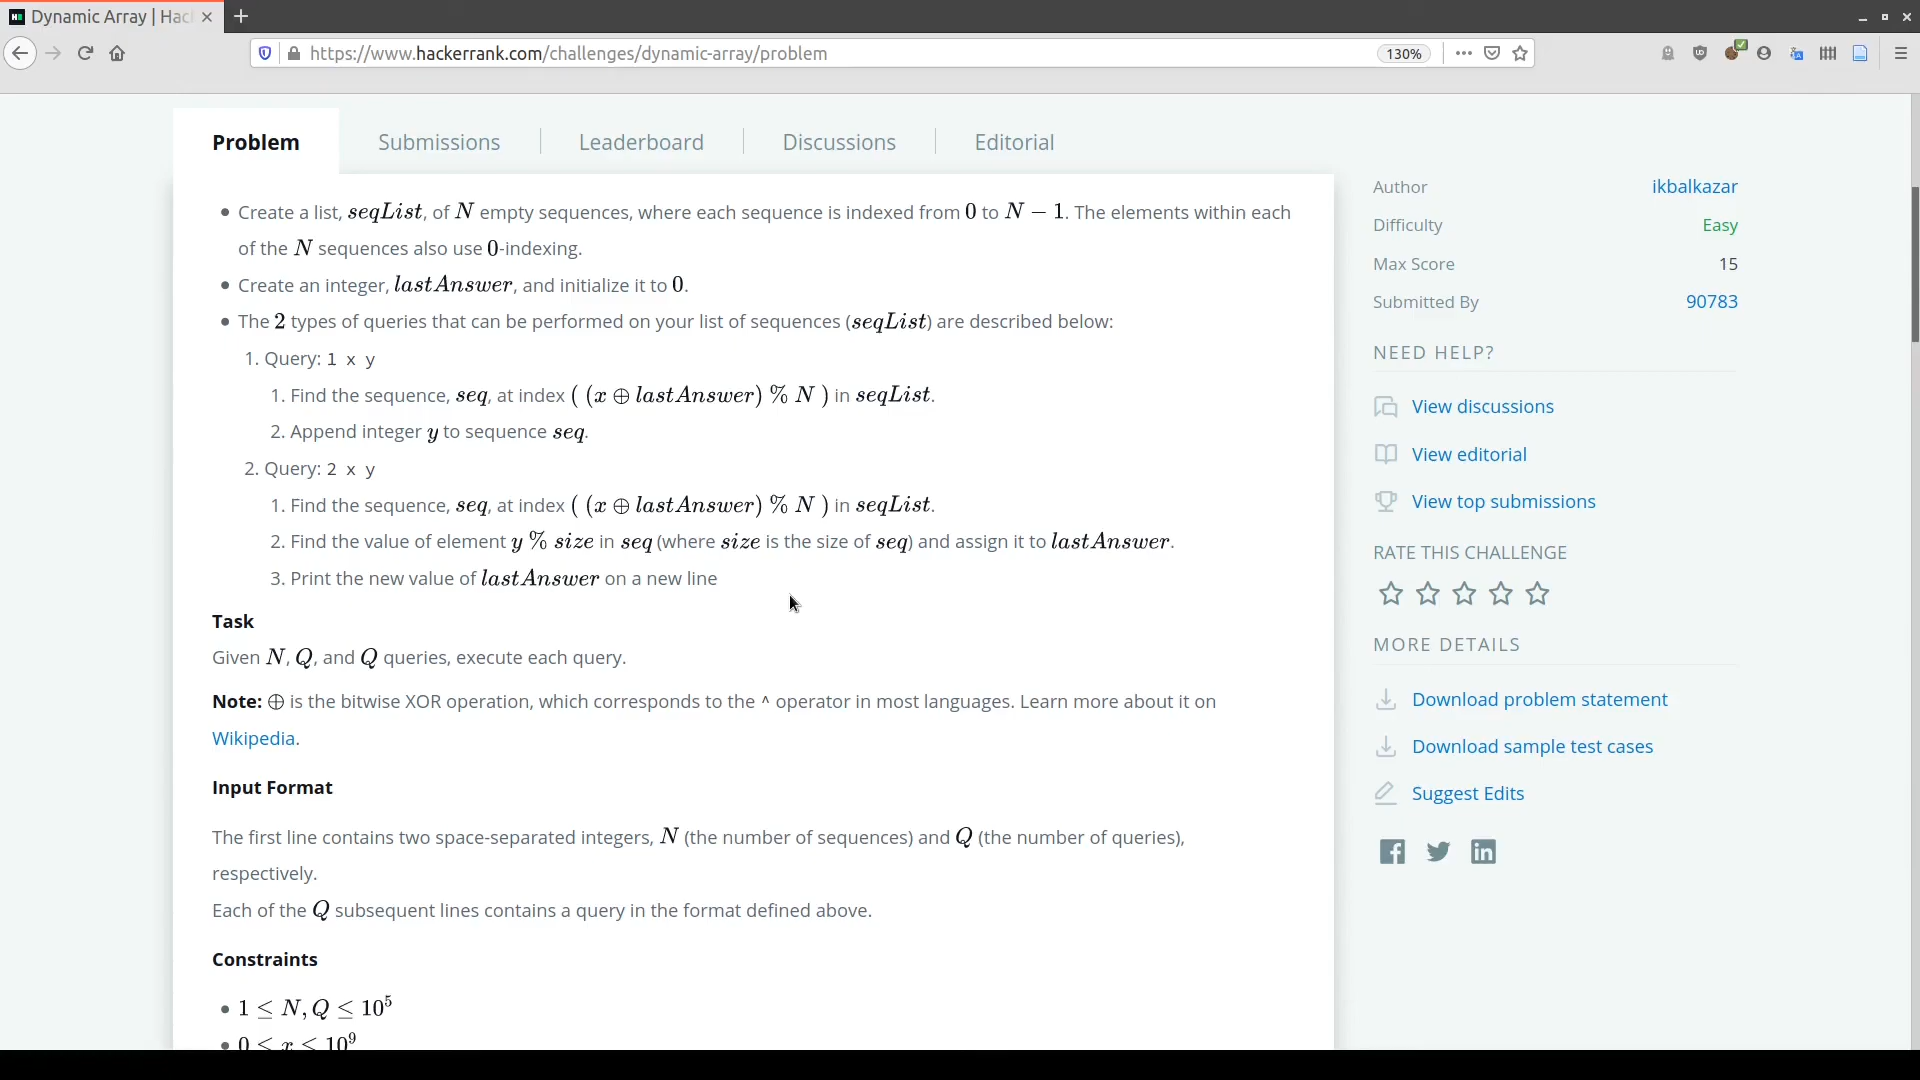 Dynamic Array | Hac
https://www.hackerrank.com/challenges/dynamic-array/problem
130%
Problem
Submissions
Leaderboard
Discussions
Editorial
• Create a list, seqList, of N empty sequences, where each sequence is indexed from 0 to N − 1. The elements within each
of the N sequences also use 0-indexing.
• Create an integer, lastAnswer, and initialize it to 0.
• The 2 types of queries that can be performed on your list of sequences (seqList) are described below:
1. Query: 1 x y
1. Find the sequence, seq, at index ( (x ⊕ lastAnswer) % N ) in seqList.
2. Append integer y to sequence seq.
2. Query: 2 x y
1. Find the sequence, seq, at index ( (x ⊕ lastAnswer) % N ) in seqList.
2. Find the value of element y % size in seq (where size is the size of seq) and assign it to lastAnswer.
3. Print the new value of lastAnswer on a new line
Task
Given N, Q, and Q queries, execute each query.
Note: ⊕ is the bitwise XOR operation, which corresponds to the ^ operator in most languages. Learn more about it on
Wikipedia.
Input Format
The first line contains two space-separated integers, N (the number of sequences) and Q (the number of queries),
respectively.
Each of the Q subsequent lines contains a query in the format defined above.
Constraints
• 1 ≤ N, Q ≤ 10⁵
• 0 ≤ x ≤ 10⁹
Author ikbalkazar
Difficulty Easy
Max Score 15
Submitted By 90783
NEED HELP?
View discussions
View editorial
View top submissions
RATE THIS CHALLENGE
MORE DETAILS
Download problem statement
Download sample test cases
Suggest Edits